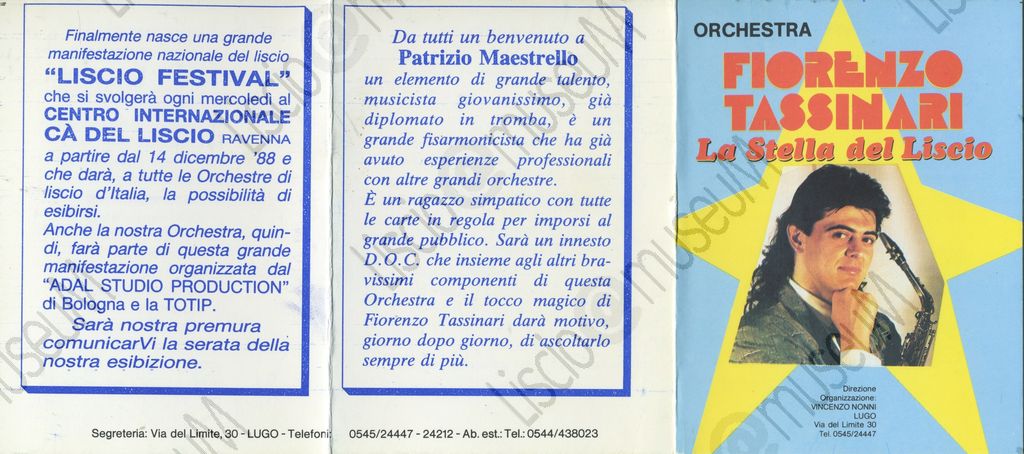 Finalmente nasce una grande
manifestazione nazionale del liscio
"LISCIO FESTIVAL"
che si svolgerà ogni mercoledì al
CENTRO INTERNAZIONALE
CÀ DEL LISCIO RAVENNA
a partire dal 14 dicembre '88 e
che darà, a tutte le Orchestre di
liscio d'Italia, la possibilità di
esibirsi.
Anche la nostra Orchestra, quin-
di, farà parte di questa grande
manifestazione organizzata dal
"ADAL STUDIO PRODUCTION"
di Bologna e la TOTIP.
Sarà nostra premura
comunicarVi la serata della
nostra esibizione.
Da tutti un benvenuto a
Patrizio Maestrello
un elemento di grande talento,
musicista giovanissimo, già
diplomato in tromba, è un
grande fisarmonicista che ha già
avuto esperienze professionali
con altre grandi orchestre.
È un ragazzo simpatico con tutte
le carte in regola per imporsi al
grande pubblico. Sarà un innesto
D.O.C. che insieme agli altri bra-
vissimi componenti di questa
Orchestra e il tocco magico di
Fiorenzo Tassinari darà motivo,
giorno dopo giorno, di ascoltarlo
sempre di più.
Segreteria: Via del Limite, 30 - LUGO - Telefoni: 0545/24447 - 24212 - Ab. est.: Tel.: 0544/438023
ORCHESTRA
FIORENZO
TASSINARI
La Stella del Liscio
Direzione
Organizzazione:
VINCENZO NONNI
LUGO
Via del Limite 30
Tel. 0545/24447
Liscio@museuM
Liscio@museuM
Liscio@museuM